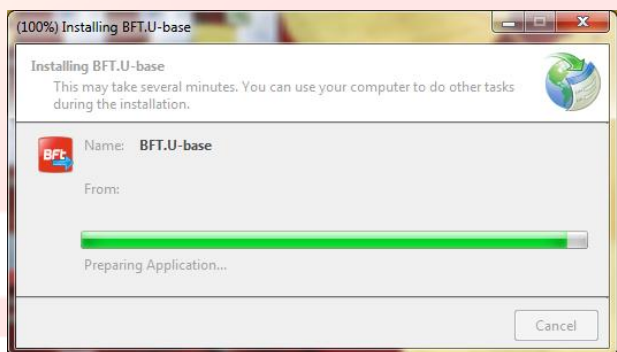 (100%) Installing BFT.U-base
Installing BFT.U-base
This may take several minutes. You can use your computer to do other tasks
during the installation.
BFt
Name: BFT.U-base
From:
Preparing Application...
Cancel